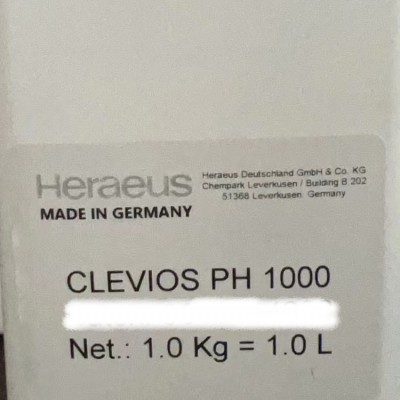 Heraeus
MADE IN GERMANY
Heraeus Deutschland GmbH & Co. KG
Chempark Leverkusen / Building B 202
51368 Leverkusen. Germany
CLEVIOS PH 1000
Net.: 1.0 Kg = 1.0 L